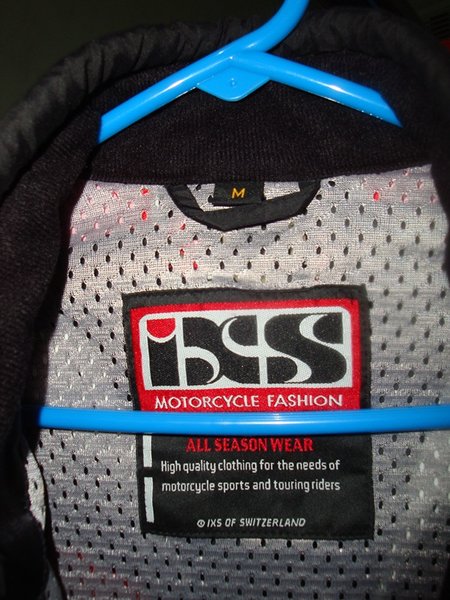 M
iXS
MOTORCYCLE FASHION
ALL SEASON WEAR
High quality clothing for the needs of
motorcycle sports and touring riders
© IXS OF SWITZERLAND